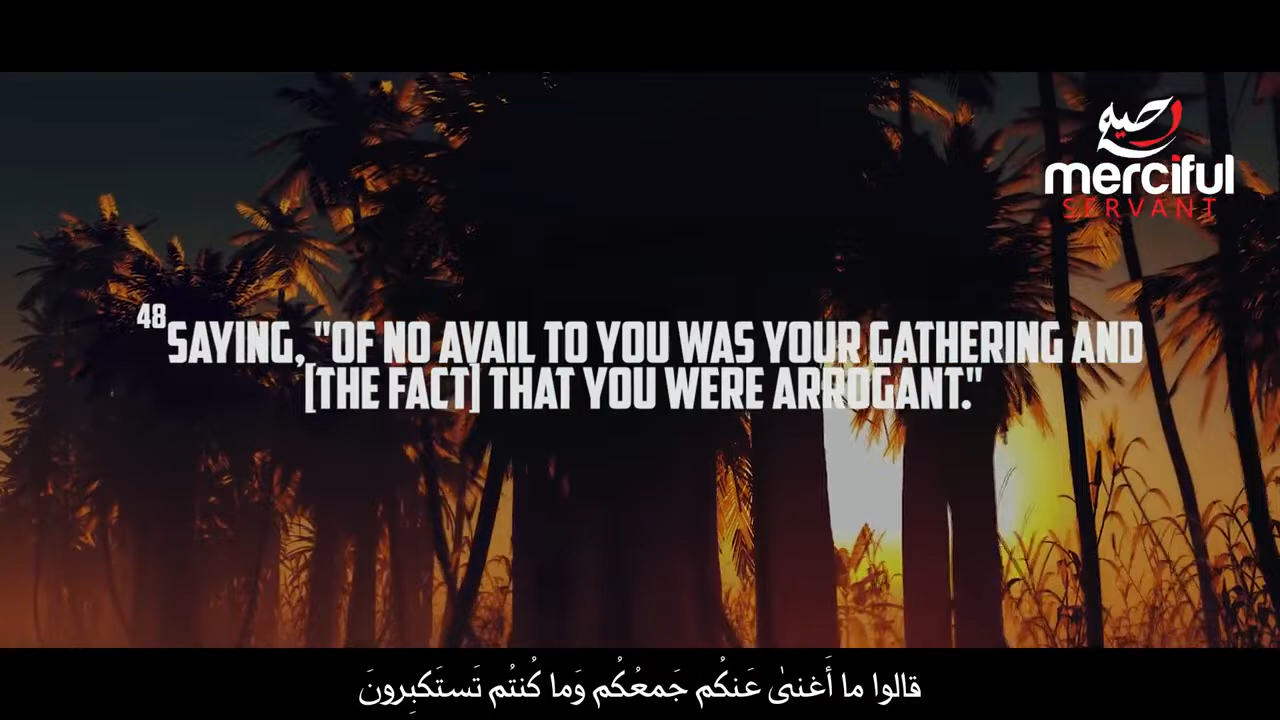 رحيم
merciful
SERVANT
48 SAYING, "OF NO AVAIL TO YOU WAS YOUR GATHERING AND
[THE FACT] THAT YOU WERE ARROGANT."
قالوا ما أَغنىٰ عَنكُم جَمعُكُم وَما كُنتُم تَستَكبِرونَ